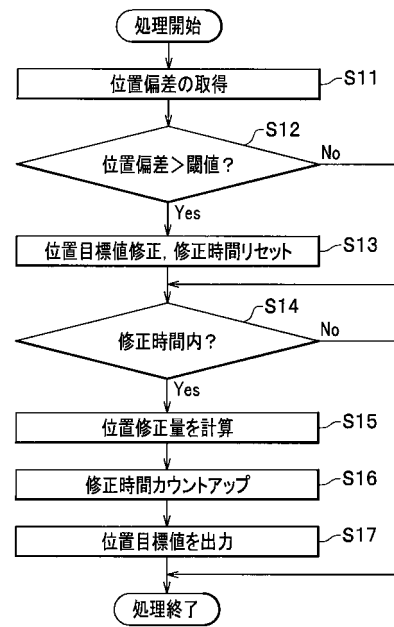 処理開始
位置偏差の取得
S11
S12
位置偏差＞閾値？
No
Yes
位置目標値修正，修正時間リセット
S13
S14
修正時間内？
No
Yes
位置修正量を計算
S15
修正時間カウントアップ
S16
位置目標値を出力
S17
処理終了